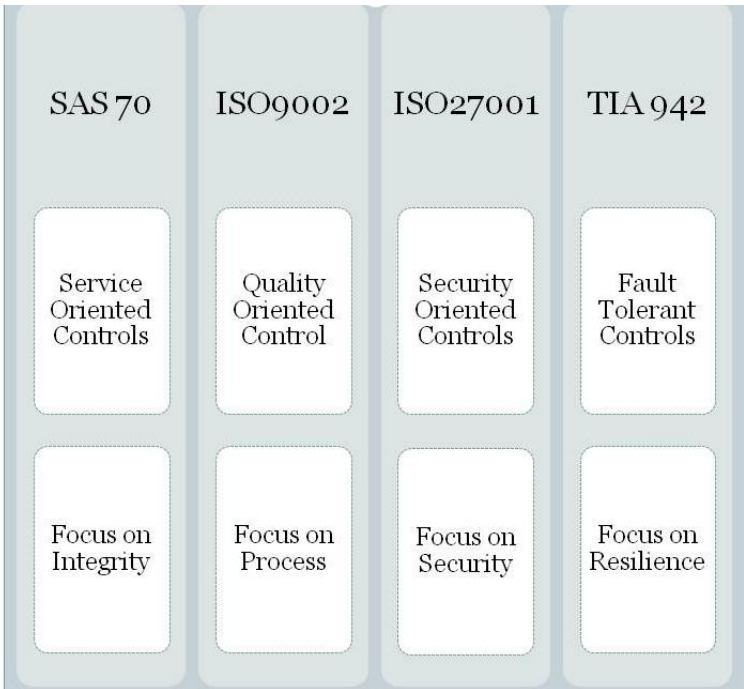 SAS 70
ISO9002
ISO27001
TIA 942
Service
Oriented
Controls
Quality
Oriented
Control
Security
Oriented
Controls
Fault
Tolerant
Controls
Focus on
Integrity
Focus on
Process
Focus on
Security
Focus on
Resilience